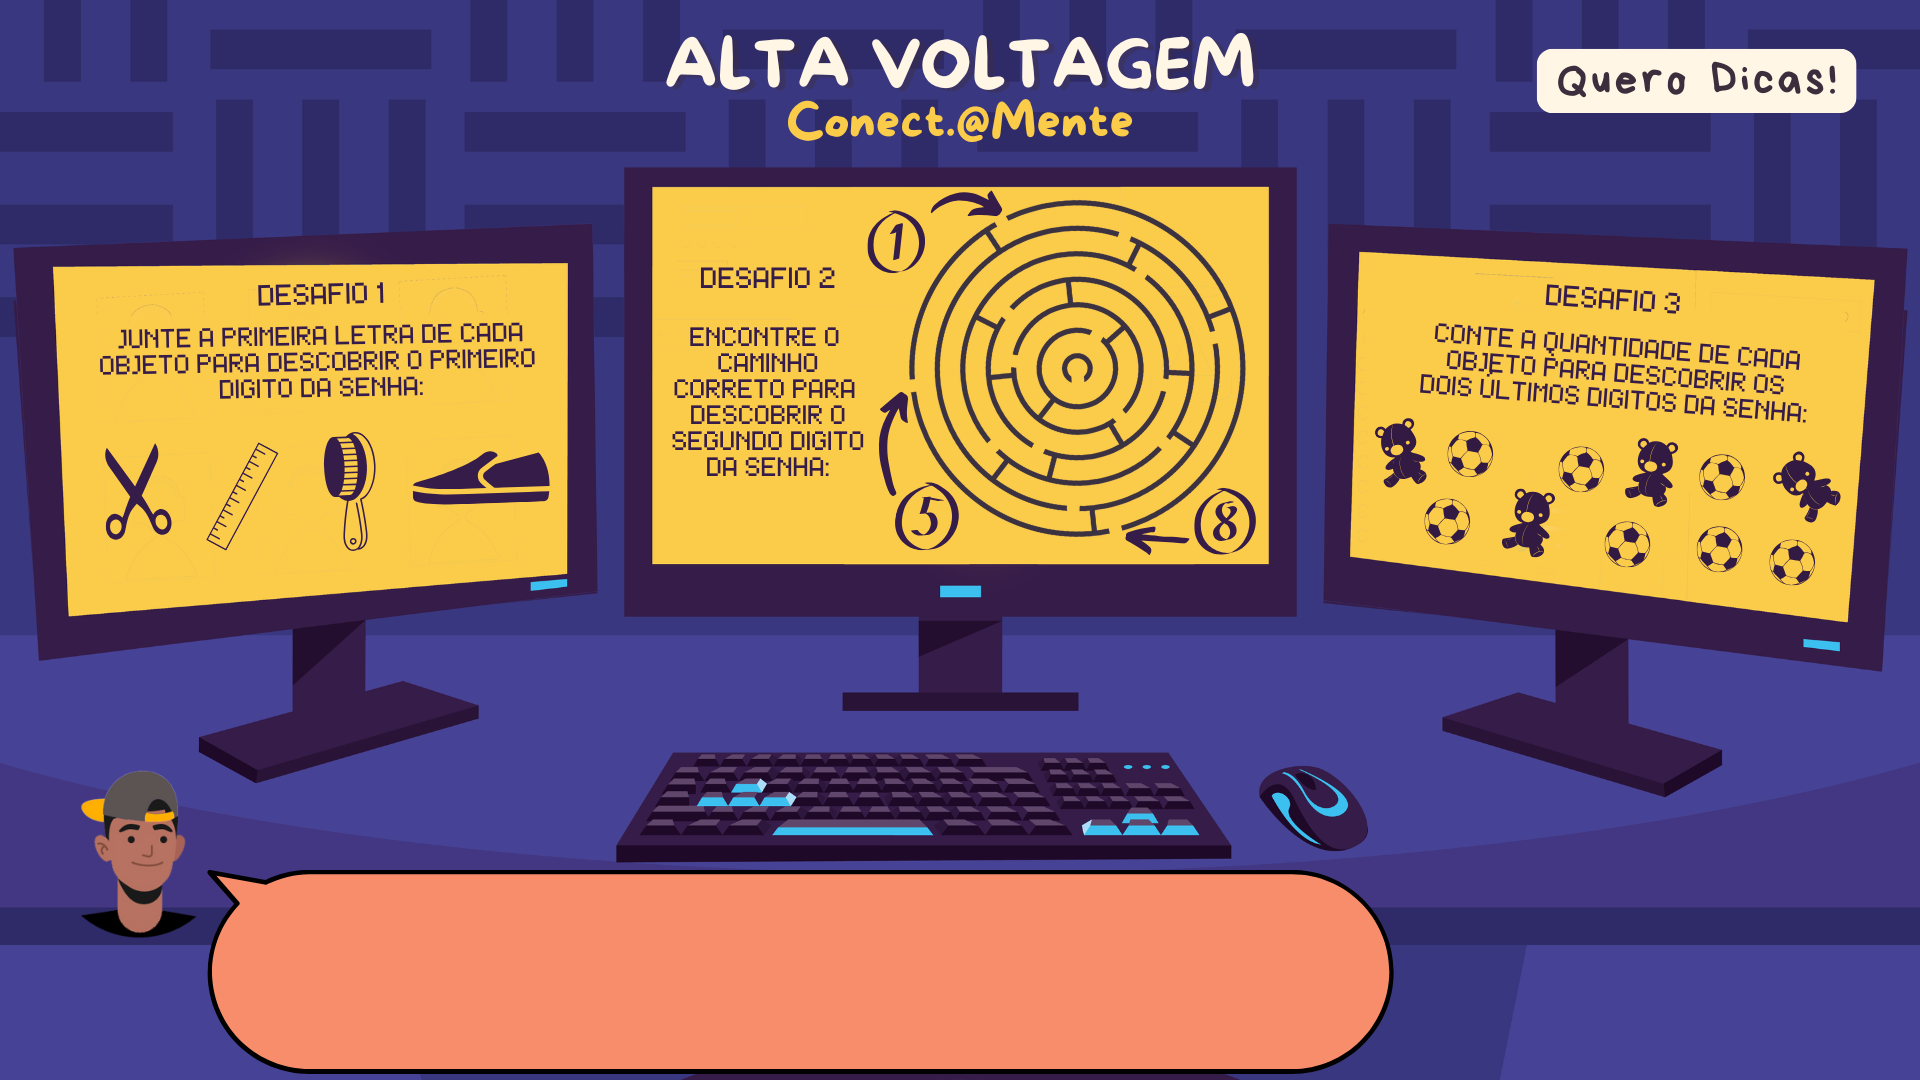 ALTA VOLTAGEM
Conect.@Mente
Quero Dicas!
DESAFIO 1
JUNTE A PRIMEIRA LETRA DE CADA
OBJETO PARA DESCOBRIR O PRIMEIRO
DIGITO DA SENHA:
DESAFIO 2
ENCONTRE O
CAMINHO
CORRETO PARA
DESCOBRIR O
SEGUNDO DIGITO
DA SENHA:
1
5
8
DESAFIO 3
CONTE A QUANTIDADE DE CADA
OBJETO PARA DESCOBRIR OS
DOIS ÚLTIMOS DIGITOS DA SENHA: